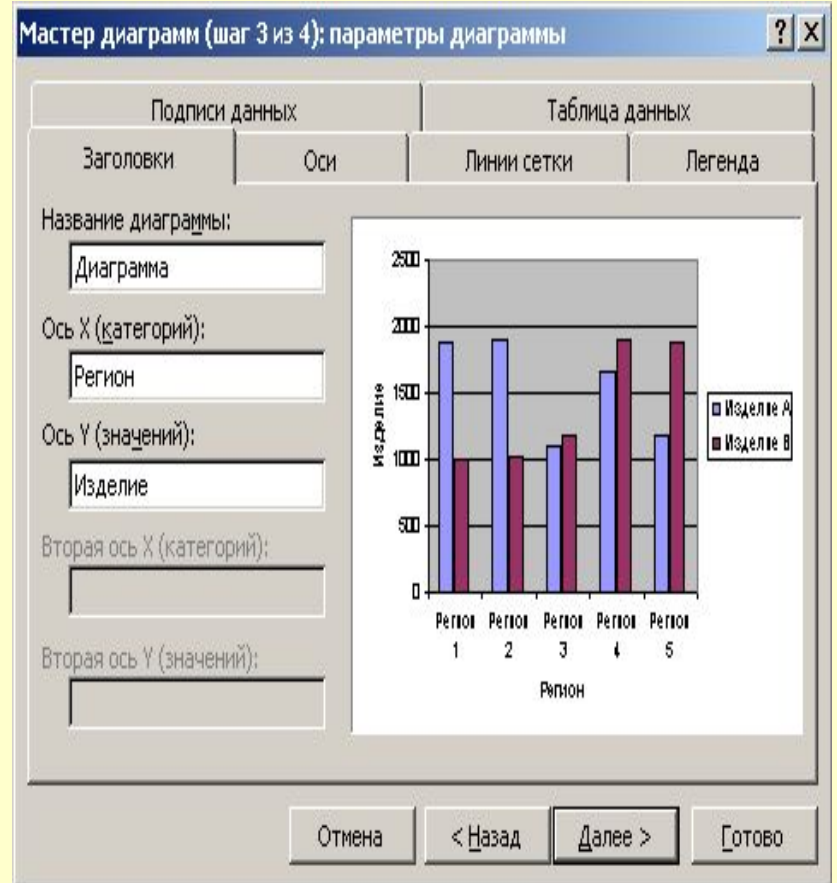 Мастер диаграмм (шаг 3 из 4): параметры диаграммы
Подписи данных
Таблица данных
Заголовки
Оси
Линии сетки
Легенда
Название диаграммы:
Диаграмма
Ось X (категорий):
Регион
Ось Y (значений):
Изделие
Вторая ось X (категорий):
Вторая ось Y (значений):
2500
2000
1500
1000
500
0
Изделие
Регион 1
Регион 2
Регион 3
Регион 4
Регион 5
Регион
Изделие A
Изделие B
Отмена
< Назад
Далее >
Готово